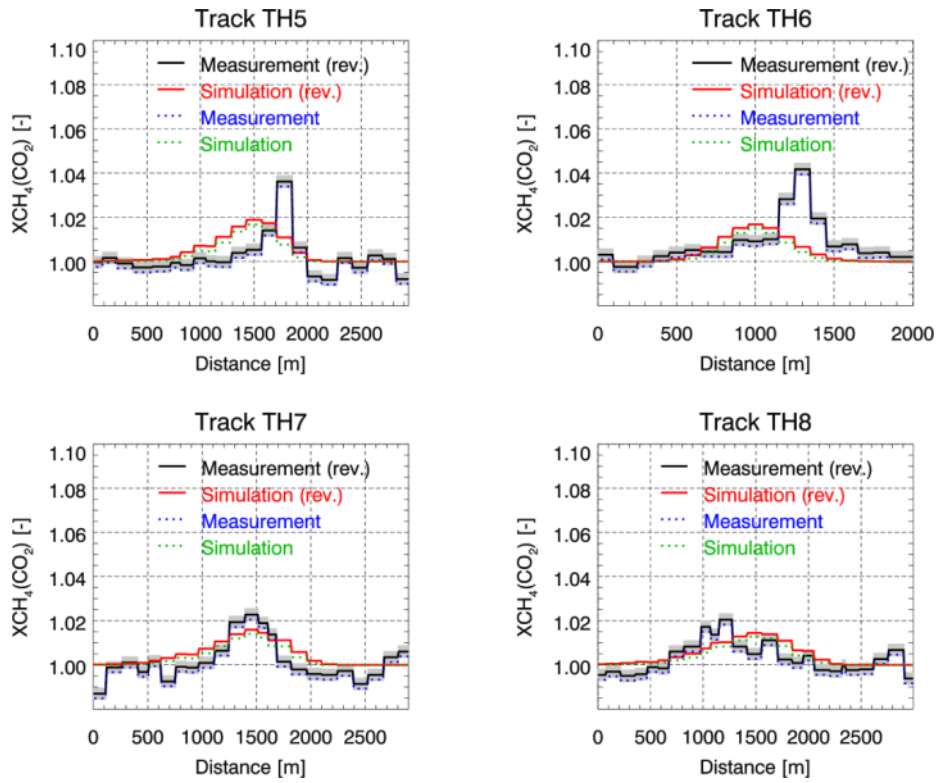 Track TH5
1.10
1.08
1.06
1.04
1.02
1.00
XCH₄(CO₂) [-]
Measurement (rev.)
Simulation (rev.)
Measurement
Simulation
0 500 1000 1500 2000 2500
Distance [m]
Track TH6
1.10
1.08
1.06
1.04
1.02
1.00
XCH₄(CO₂) [-]
Measurement (rev.)
Simulation (rev.)
Measurement
Simulation
0 500 1000 1500 2000
Distance [m]
Track TH7
1.10
1.08
1.06
1.04
1.02
1.00
XCH₄(CO₂) [-]
Measurement (rev.)
Simulation (rev.)
Measurement
Simulation
0 500 1000 1500 2000 2500
Distance [m]
Track TH8
1.10
1.08
1.06
1.04
1.02
1.00
XCH₄(CO₂) [-]
Measurement (rev.)
Simulation (rev.)
Measurement
Simulation
0 500 1000 1500 2000 2500
Distance [m]